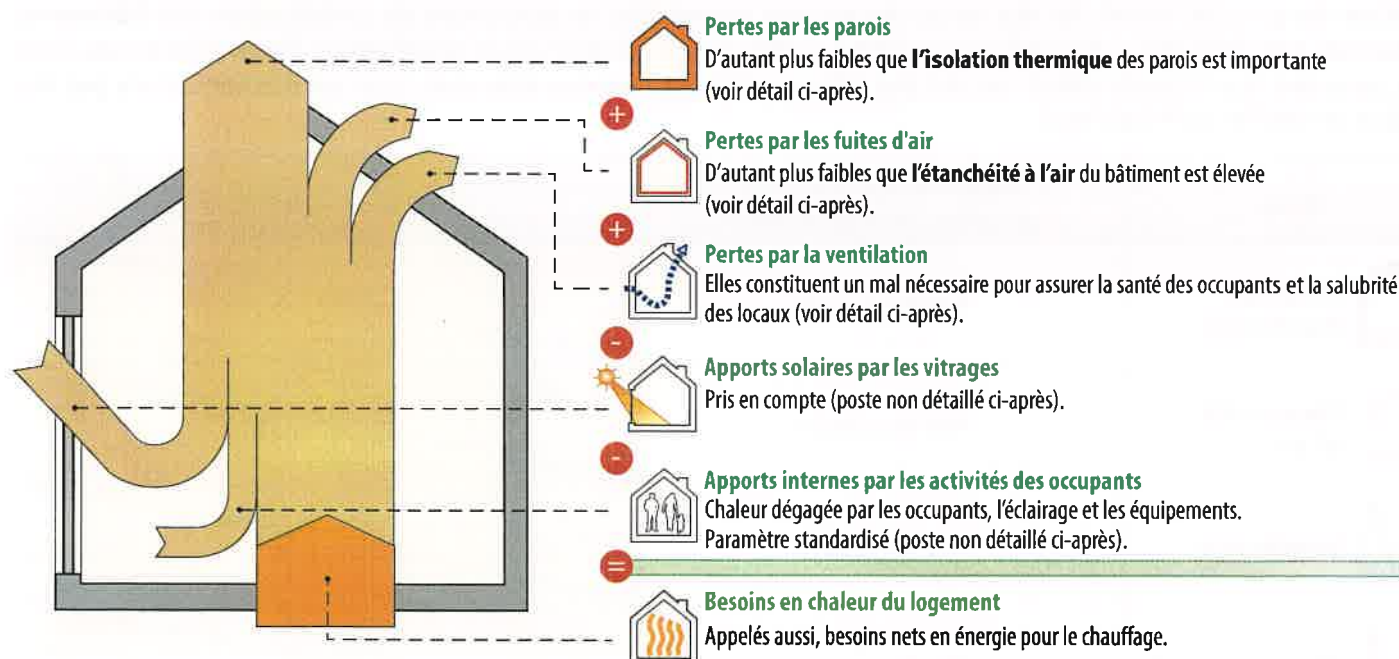 Pertes par les parois
D'autant plus faibles que l'isolation thermique des parois est importante
(voir détail ci-après).
+
Pertes par les fuites d'air
D'autant plus faibles que l'étanchéité à l'air du bâtiment est élevée
(voir détail ci-après).
+
Pertes par la ventilation
Elles constituent un mal nécessaire pour assurer la santé des occupants et la salubrité
des locaux (voir détail ci-après).
-
Apports solaires par les vitrages
Pris en compte (poste non détaillé ci-après).
-
Apports internes par les activités des occupants
Chaleur dégagée par les occupants, l'éclairage et les équipements.
Paramètre standardisé (poste non détaillé ci-après).
=
Besoins en chaleur du logement
Appelés aussi, besoins nets en énergie pour le chauffage.